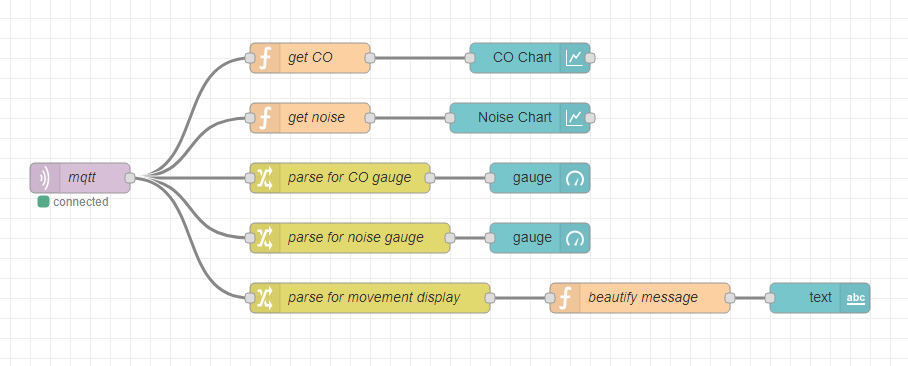 get CO
CO Chart
get noise
Noise Chart
mqtt
connected
parse for CO gauge
gauge
parse for noise gauge
gauge
parse for movement display
beautify message
text
abc